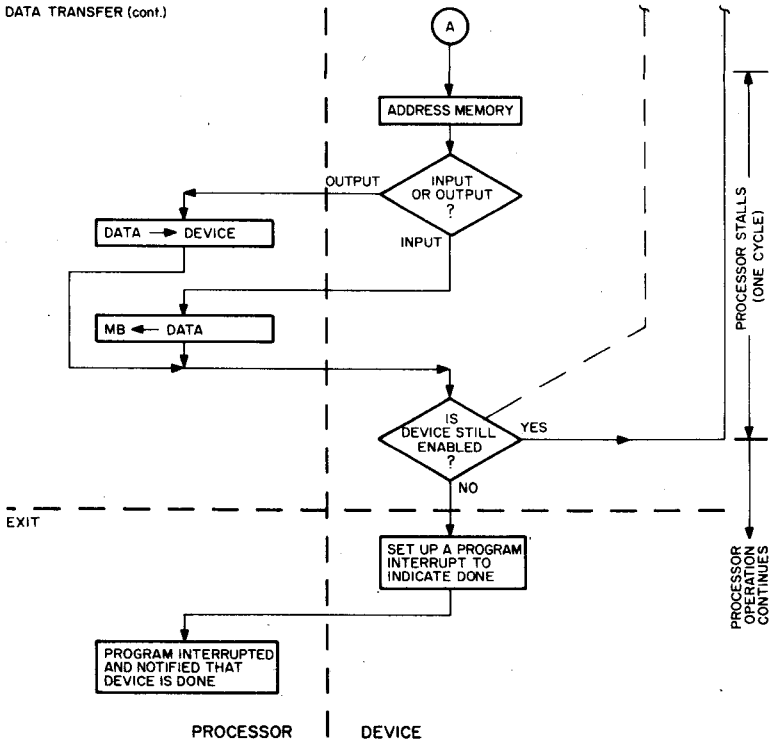 DATA TRANSFER (cont.)
A
ADDRESS MEMORY
INPUT
OR OUTPUT
?
OUTPUT
INPUT
DATA → DEVICE
MB ← DATA
PROCESSOR STALLS
(ONE CYCLE)
IS
DEVICE STILL
ENABLED
?
YES
NO
EXIT
SET UP A PROGRAM
INTERRUPT TO
INDICATE DONE
PROCESSOR
OPERATION
CONTINUES
PROGRAM INTERRUPTED
AND NOTIFIED THAT
DEVICE IS DONE
PROCESSOR
DEVICE